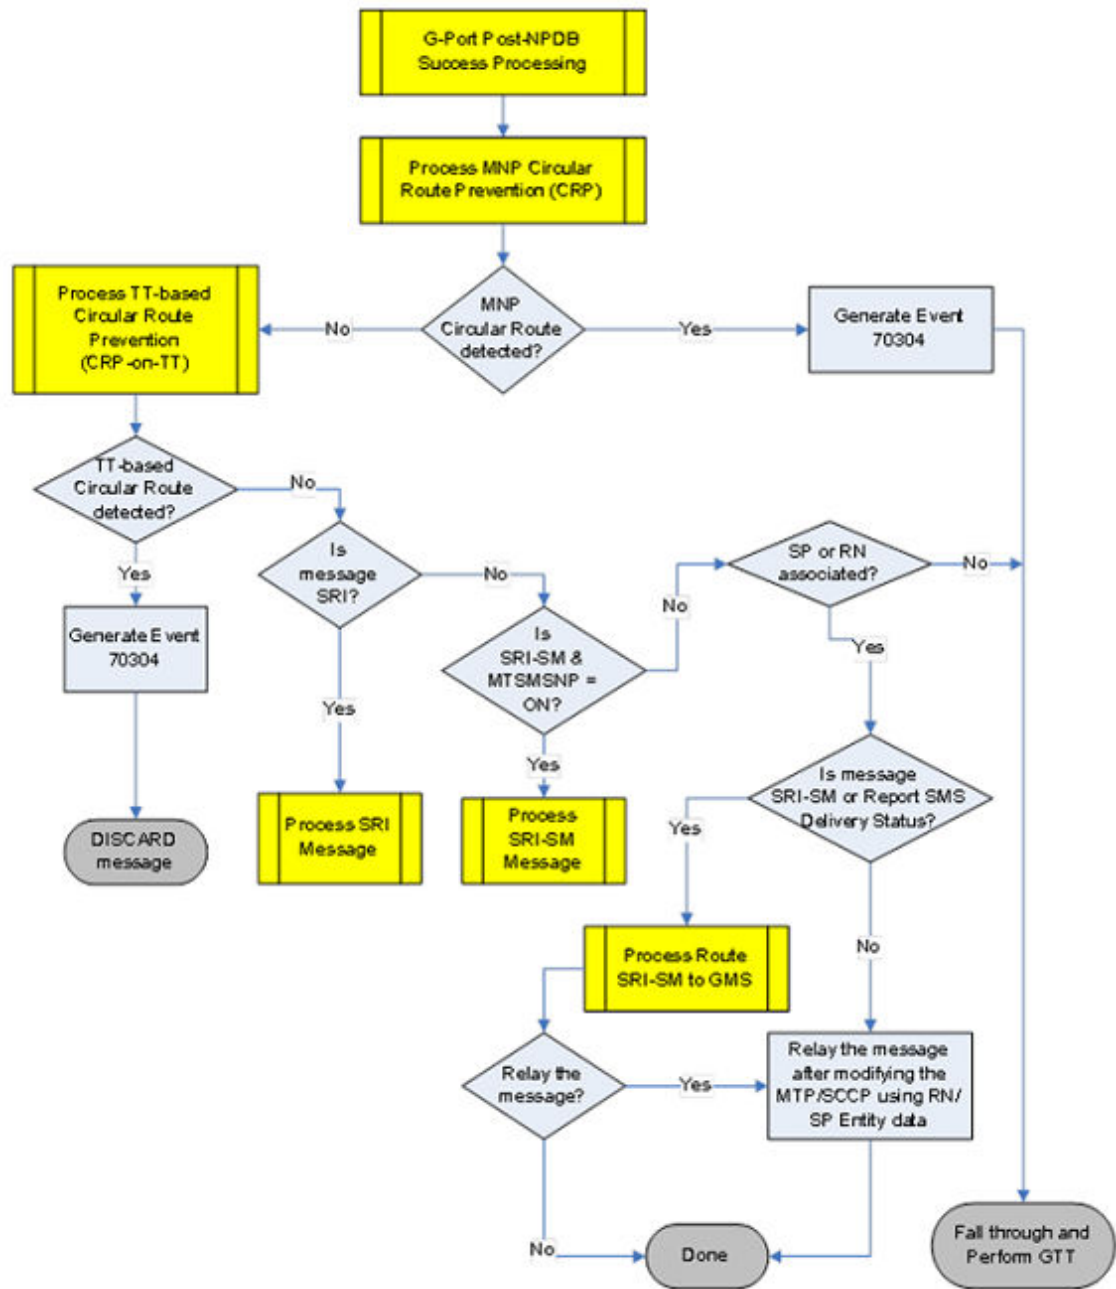 G-Port Post-NPDB
Success Processing
Process MNP Circular
Route Prevention (CRP)
Process TT-based
Circular Route
Prevention
(CRP-on-TT)
No
MNP
Circular Route
detected?
Yes
Generate Event
70304
TT-based
Circular Route
detected?
No
Is
message
SRI?
No
SP or RN
associated?
No
Yes
Generate Event
70304
Is
SRI-SM &
MTSMSNP =
ON?
No
Yes
Yes
Yes
Is message
SRI-SM or Report SMS
Delivery Status?
DISCARD
message
Process SRI
Message
Process
SRI-SM
Message
Yes
No
Process Route
SRI-SM to GMS
Relay the
message?
Yes
Relay the message
after modifying the
MTP/SCCP using RN/
SP Entity data
No
Done
Fall through and
Perform GTT